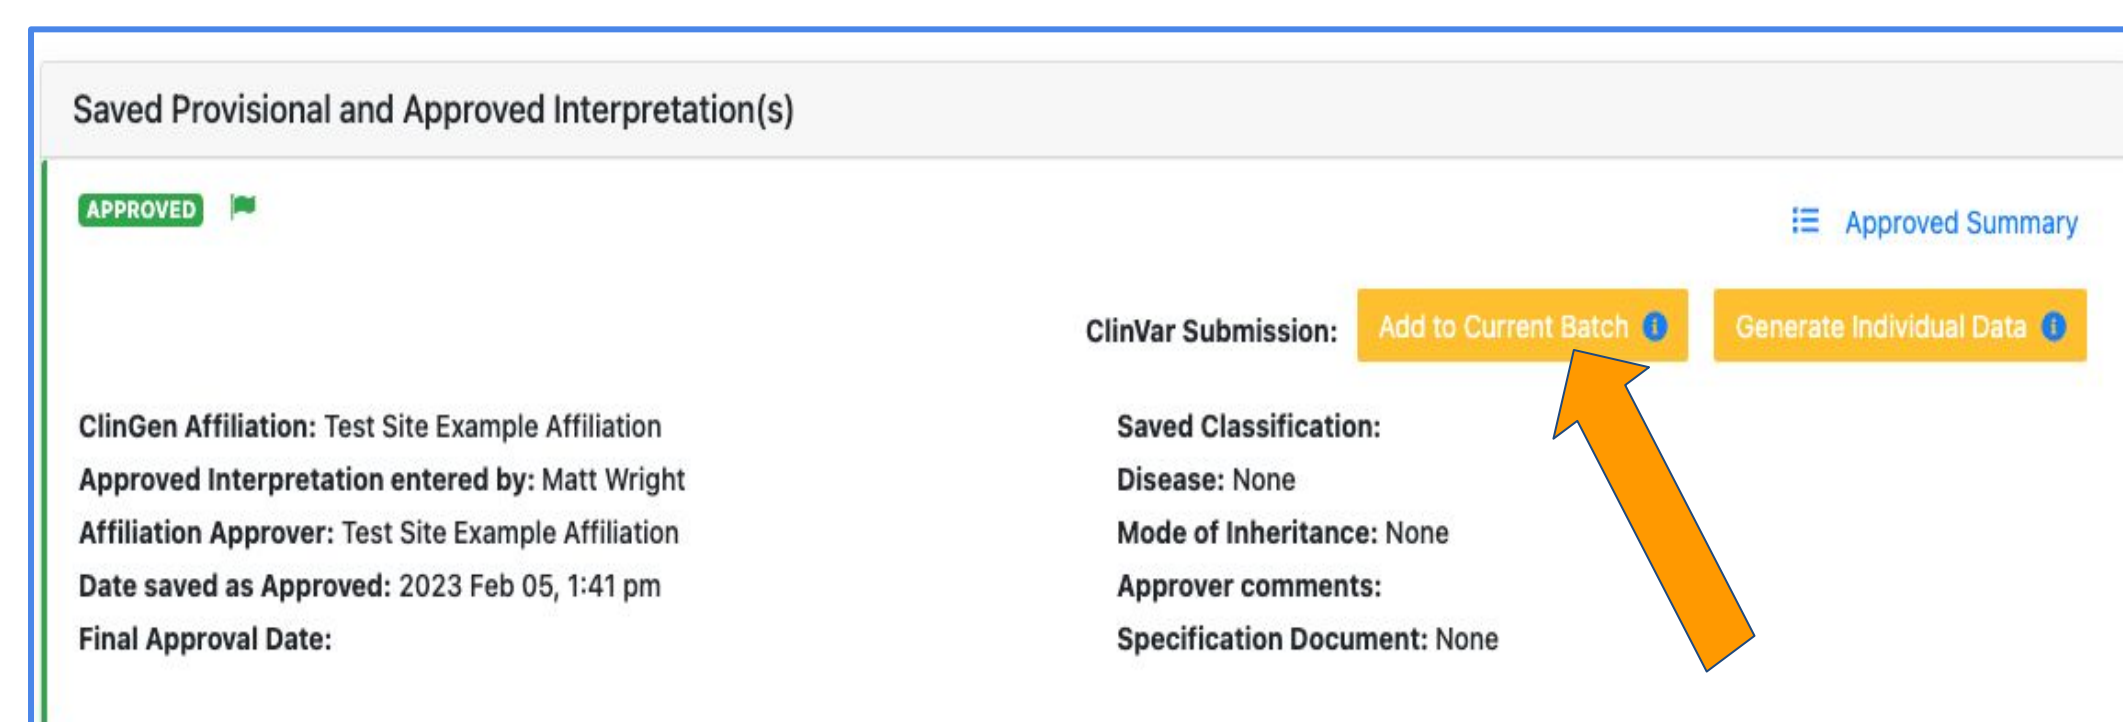 Saved Provisional and Approved Interpretation(s)
APPROVED
Approved Summary
ClinVar Submission: Add to Current Batch i Generate Individual Data i
ClinGen Affiliation: Test Site Example Affiliation
Approved Interpretation entered by: Matt Wright
Affiliation Approver: Test Site Example Affiliation
Date saved as Approved: 2023 Feb 05, 1:41 pm
Final Approval Date:
Saved Classification:
Disease: None
Mode of Inheritance: None
Approver comments:
Specification Document: None